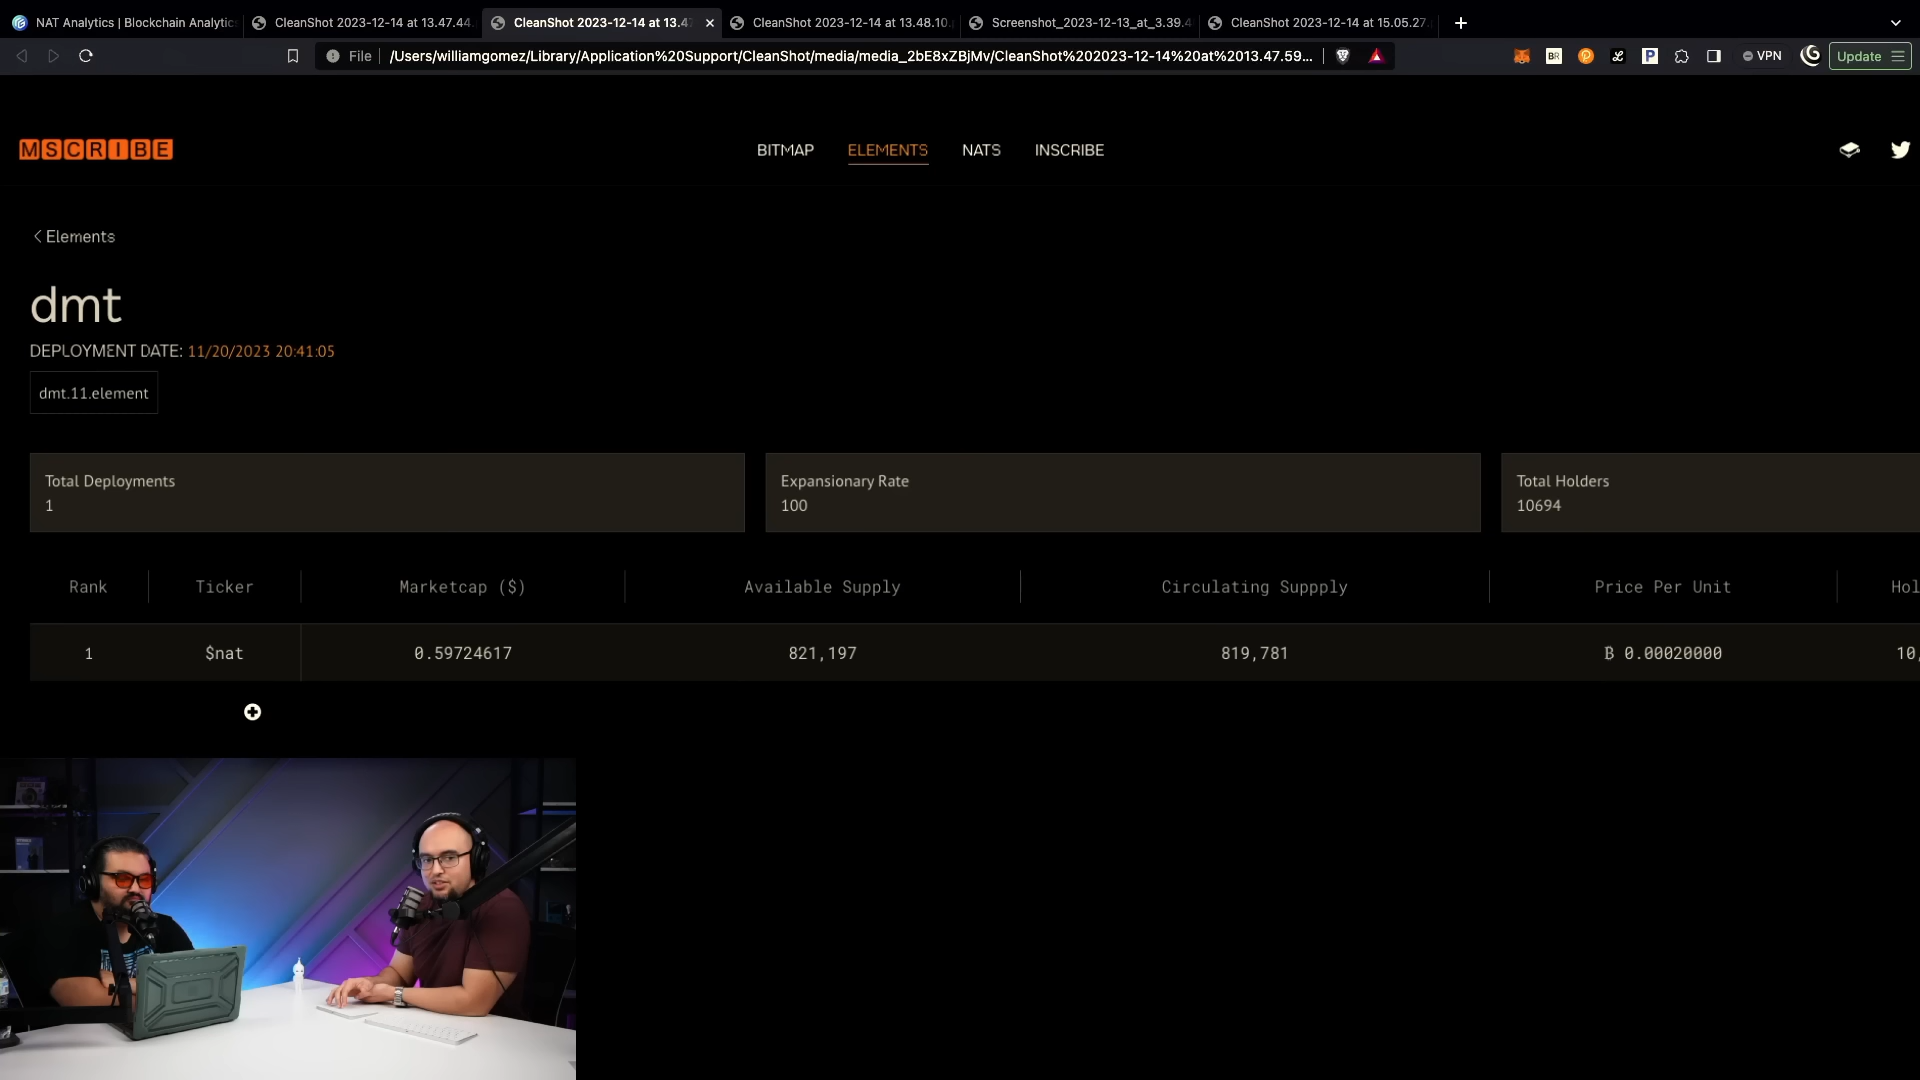 NAT Analytics | Blockchain Analytic
CleanShot 2023-12-14 at 13.47.44.
CleanShot 2023-12-14 at 13.47
CleanShot 2023-12-14 at 13.48.10.
Screenshot_2023-12-13_at_3.39.4
CleanShot 2023-12-14 at 15.05.27.
File
/Users/williamgomez/Library/Application%20Support/CleanShot/media/media_2bE8xZBjMv/CleanShot%202023-12-14%20at%2013.47.59...
BR
P
VPN
Update
MSCRIBE
BITMAP
ELEMENTS
NATS
INSCRIBE
Elements
dmt
DEPLOYMENT DATE: 11/20/2023 20:41:05
dmt.11.element
Total Deployments
1
Expansionary Rate
100
Total Holders
10694
Rank Ticker Marketcap ($) Available Supply Circulating Suppply Price Per Unit Hol
1 $nat 0.59724617 821,197 819,781 B 0.00020000 10,